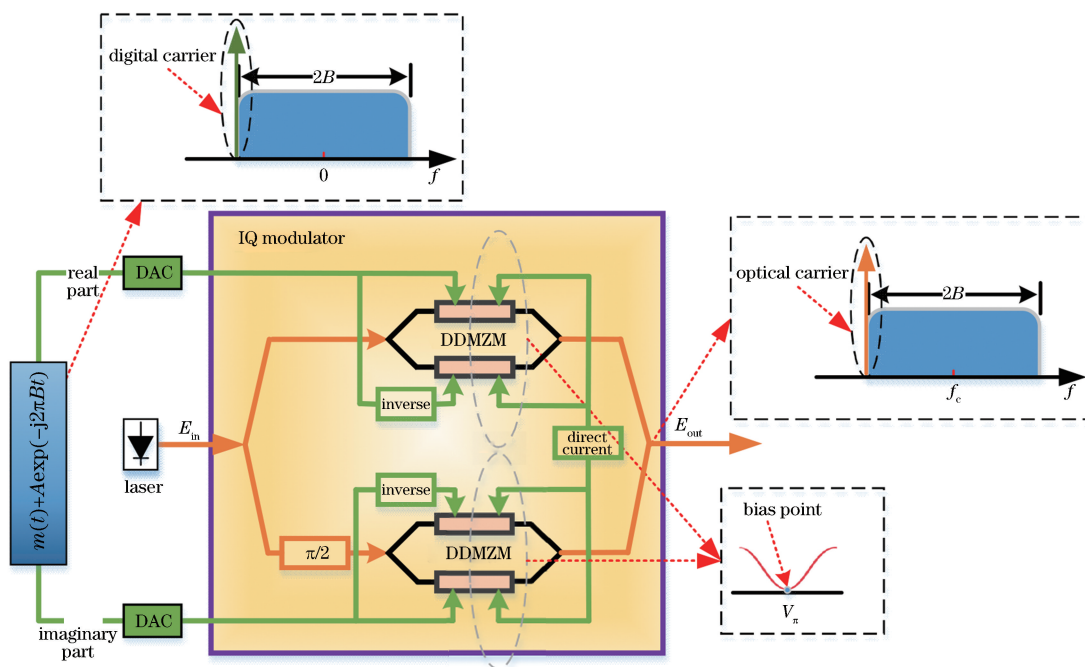 digital carrier
2B
0
f
IQ modulator
real
part
DAC
DDMZM
inverse
optical carrier
2B
f_c
f
m(t)+Aexp(-j2πBt)
E_in
laser
direct
current
E_out
inverse
π/2
DDMZM
bias point
V_π
DAC
imaginary
part